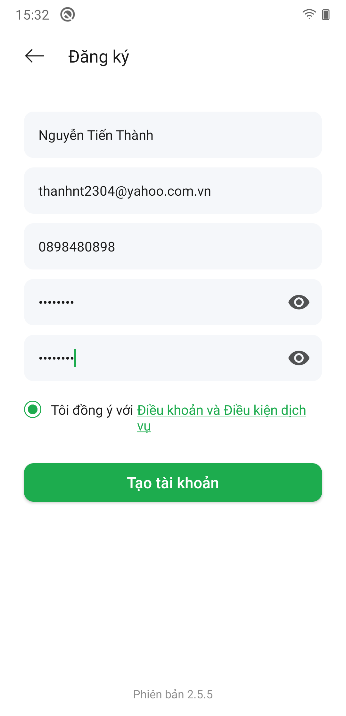 15:32
Đăng ký
Nguyễn Tiến Thành
thanhnt2304@yahoo.com.vn
0898480898
••••••••
••••••••
Tôi đồng ý với Điều khoản và Điều kiện dịch
vụ
Tạo tài khoản
Phiên bản 2.5.5